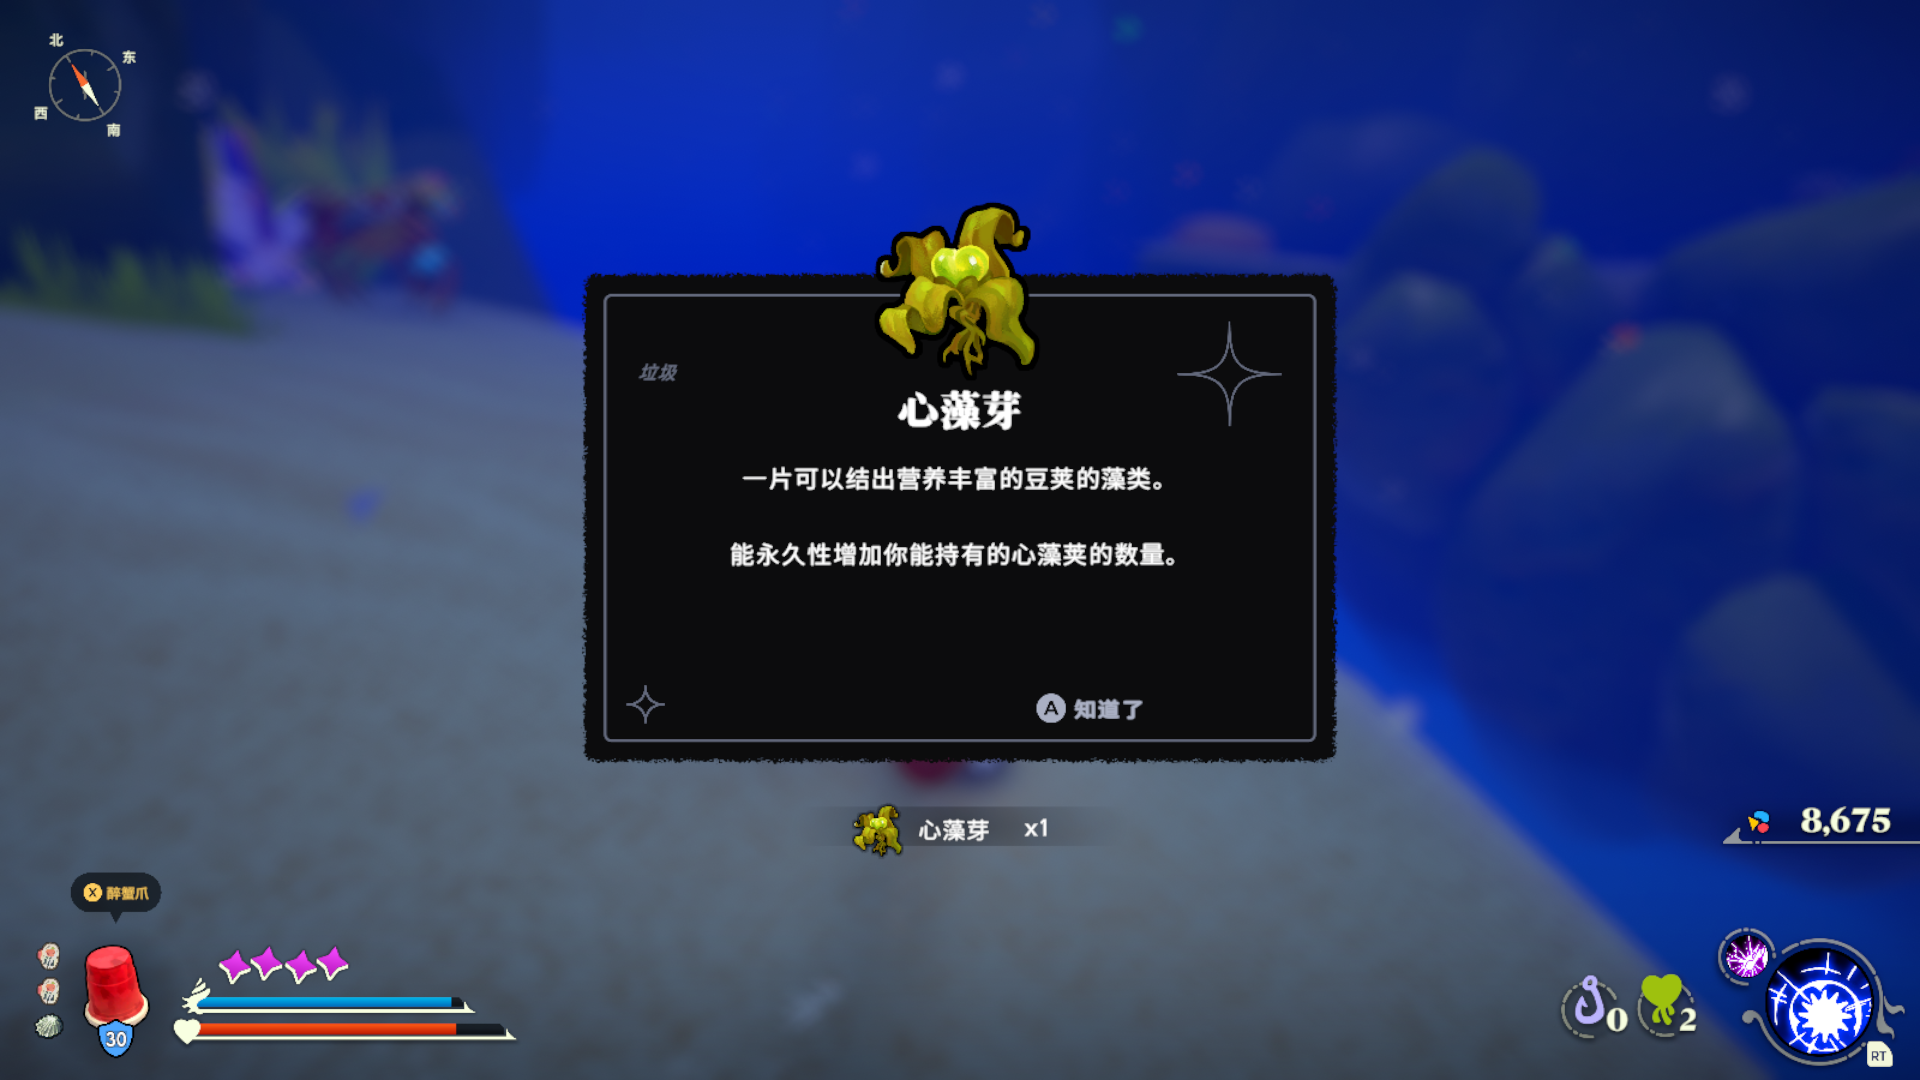 北
东
西
南
垃圾
心藻芽
一片可以结出营养丰富的豆荚的藻类。
能永久性增加你能持有的心藻荚的数量。
A 知道了
心藻芽 x1
8,675
X 醉蟹爪
30
0
2
RT